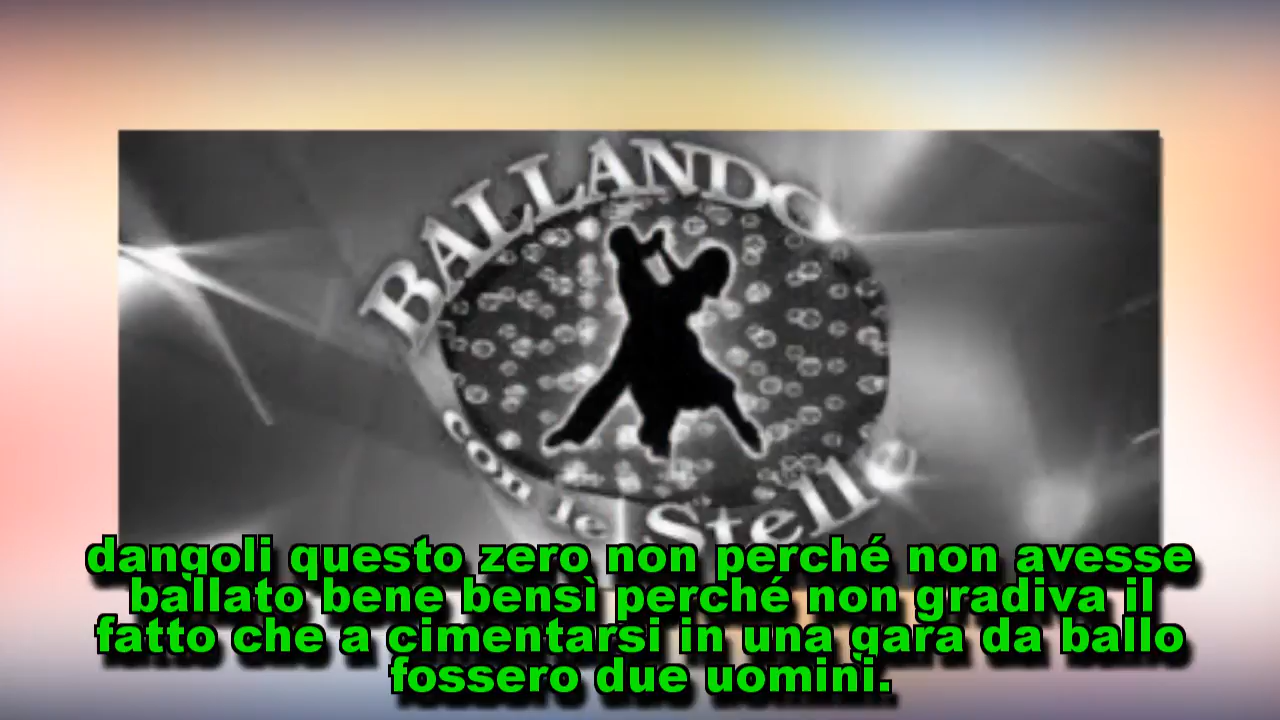 BALLANDO
con le Stelle
dangoli questo zero non perché non avesse
ballato bene bensì perché non gradiva il
fatto che a cimentarsi in una gara da ballo
fossero due uomini.